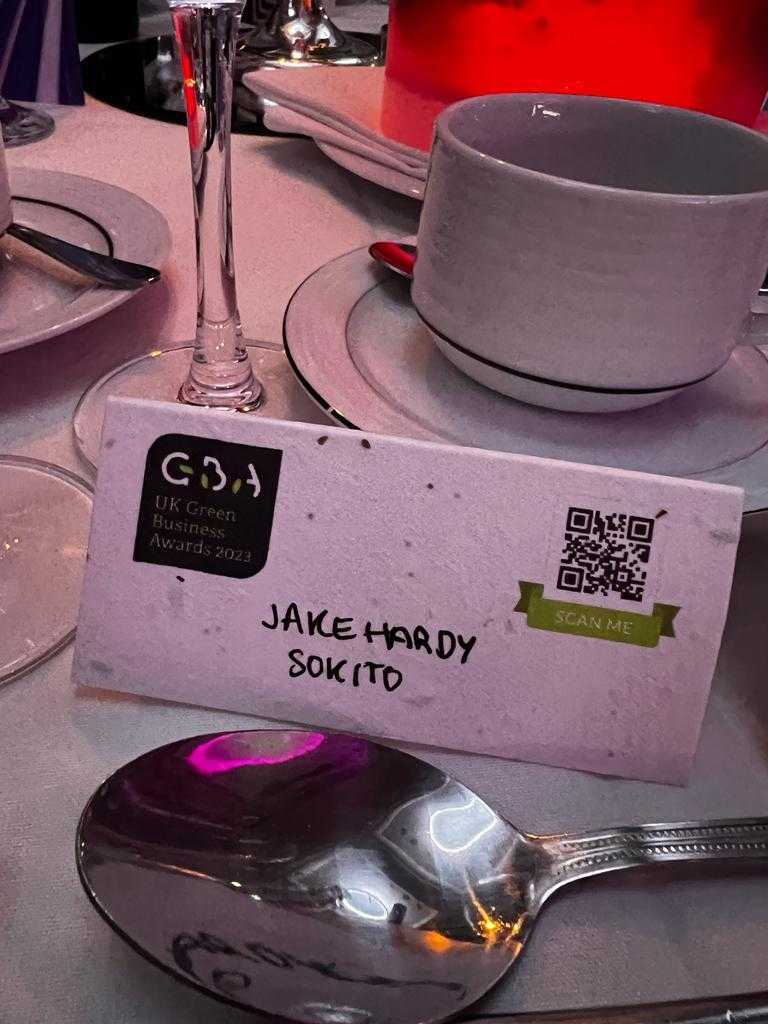 GBA
UK Green
Business
Awards 2023
SCAN ME
JAKE HARDY
SOKITO